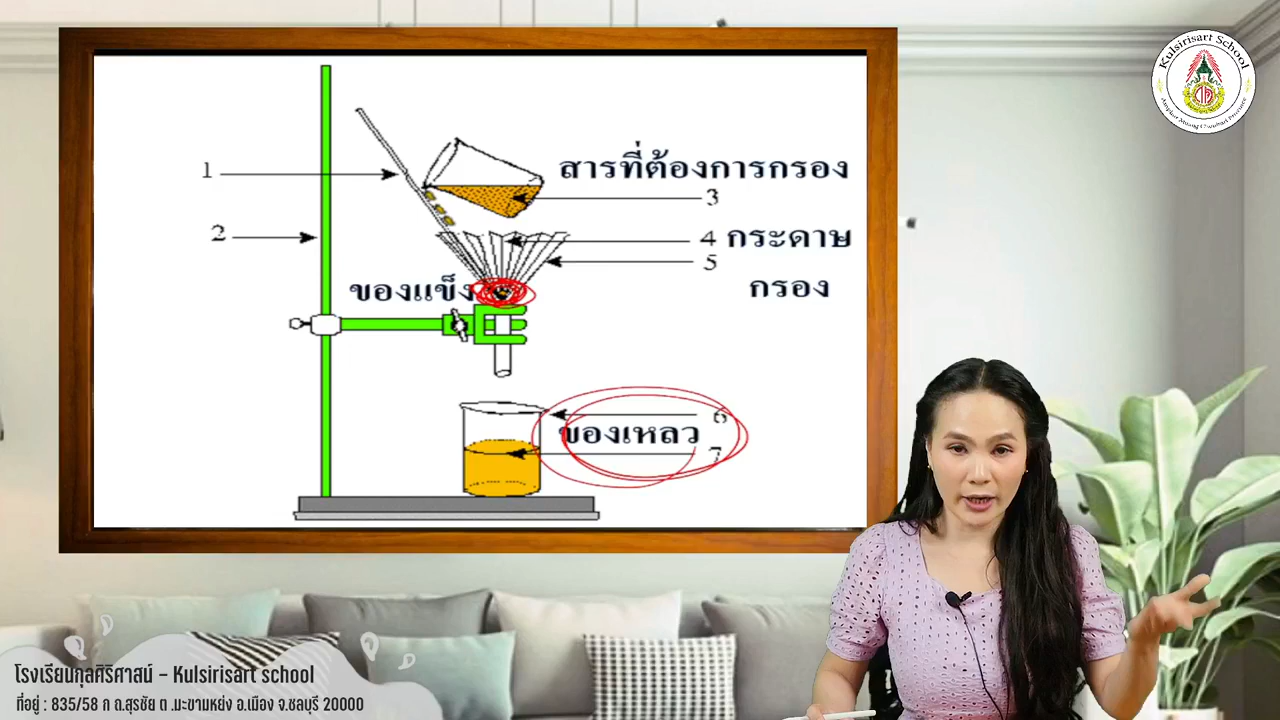 Kulsirisart School
Amphur Muang Chonburi Province
1
สารที่ต้องการกรอง
3
2
4 กระดาษ
5
ของแข็ง
กรอง
6
ของเหลว
7
โรงเรียนกุลศิริศาสน์ - Kulsirisart school
ที่อยู่ : 835/58 ก ถ.สุรชัย ต .มะขามหย่ง อ.เมือง จ.ชลบุรี 20000